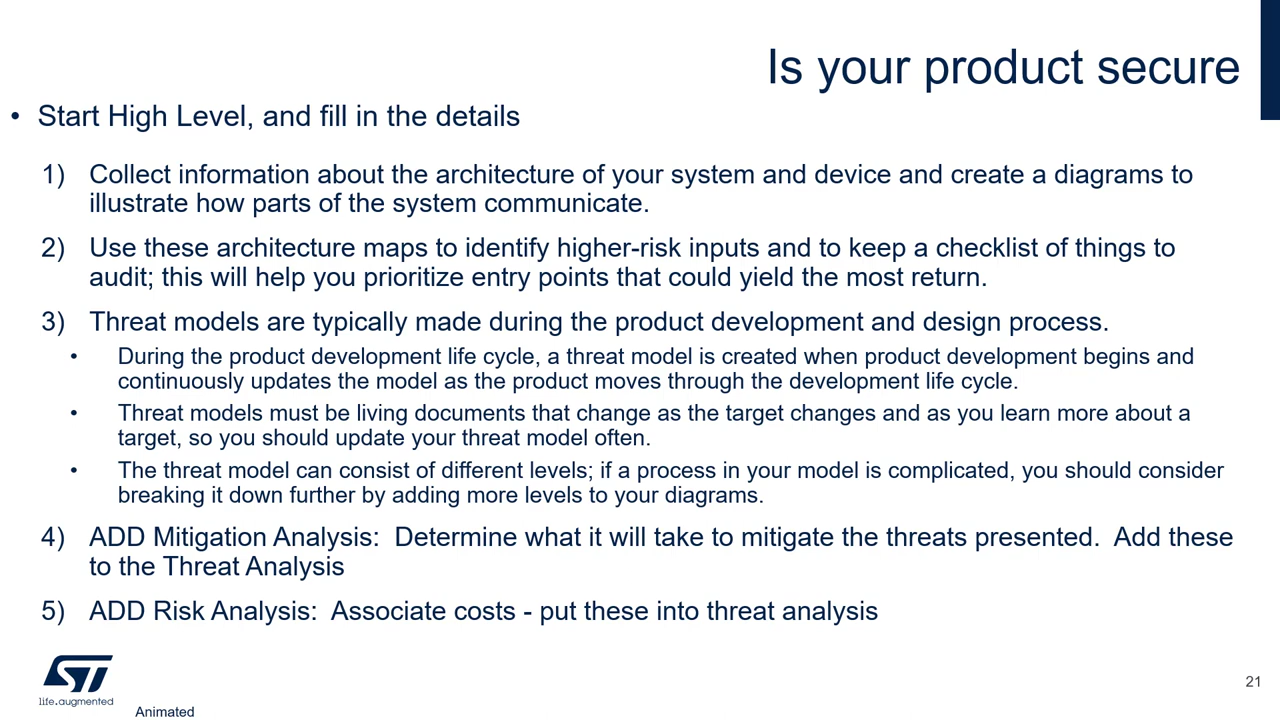 Is your product secure
• Start High Level, and fill in the details
1) Collect information about the architecture of your system and device and create a diagrams to
illustrate how parts of the system communicate.
2) Use these architecture maps to identify higher-risk inputs and to keep a checklist of things to
audit; this will help you prioritize entry points that could yield the most return.
3) Threat models are typically made during the product development and design process.
• During the product development life cycle, a threat model is created when product development begins and
continuously updates the model as the product moves through the development life cycle.
• Threat models must be living documents that change as the target changes and as you learn more about a
target, so you should update your threat model often.
• The threat model can consist of different levels; if a process in your model is complicated, you should consider
breaking it down further by adding more levels to your diagrams.
4) ADD Mitigation Analysis:  Determine what it will take to mitigate the threats presented.  Add these
to the Threat Analysis
5) ADD Risk Analysis:  Associate costs - put these into threat analysis
ST
life.augmented
Animated
21